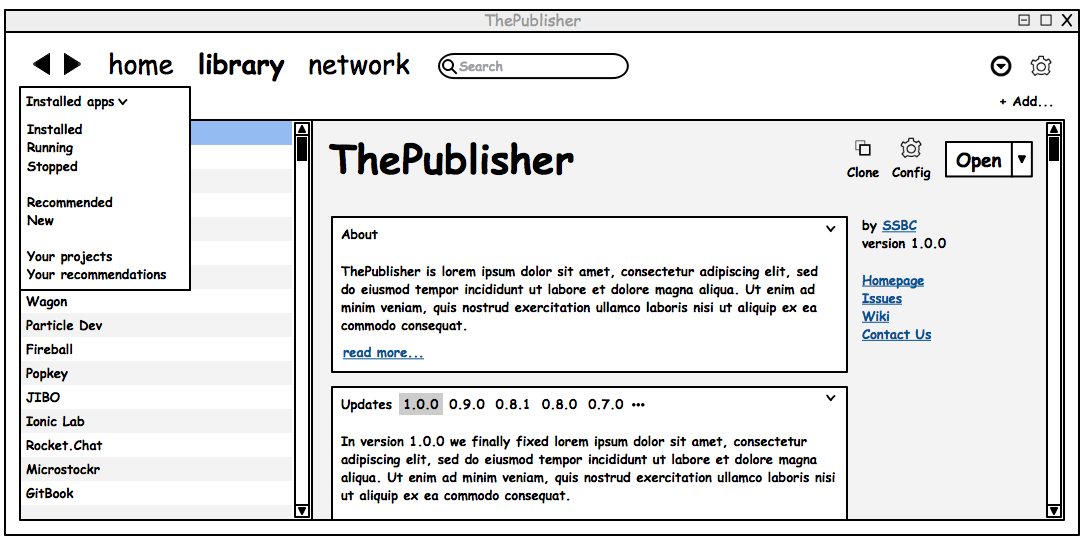 ThePublisher
home library network Search
+ Add...
Installed apps
Installed
Running
Stopped
Recommended
New
Your projects
Your recommendations
Wagon
Particle Dev
Fireball
Popkey
JIBO
Ionic Lab
Rocket.Chat
Microstockr
GitBook
ThePublisher
Clone Config Open
About
ThePublisher is lorem ipsum dolor sit amet, consectetur adipiscing elit, sed
do eiusmod tempor incididunt ut labore et dolore magna aliqua. Ut enim ad
minim veniam, quis nostrud exercitation ullamco laboris nisi ut aliquip ex ea
commodo consequat.
read more...
Updates 1.0.0 0.9.0 0.8.1 0.8.0 0.7.0 •••
In version 1.0.0 we finally fixed lorem ipsum dolor sit amet, consectetur
adipiscing elit, sed do eiusmod tempor incididunt ut labore et dolore magna
aliqua. Ut enim ad minim veniam, quis nostrud exercitation ullamco laboris nisi
ut aliquip ex ea commodo consequat.
by SSBC
version 1.0.0
Homepage
Issues
Wiki
Contact Us